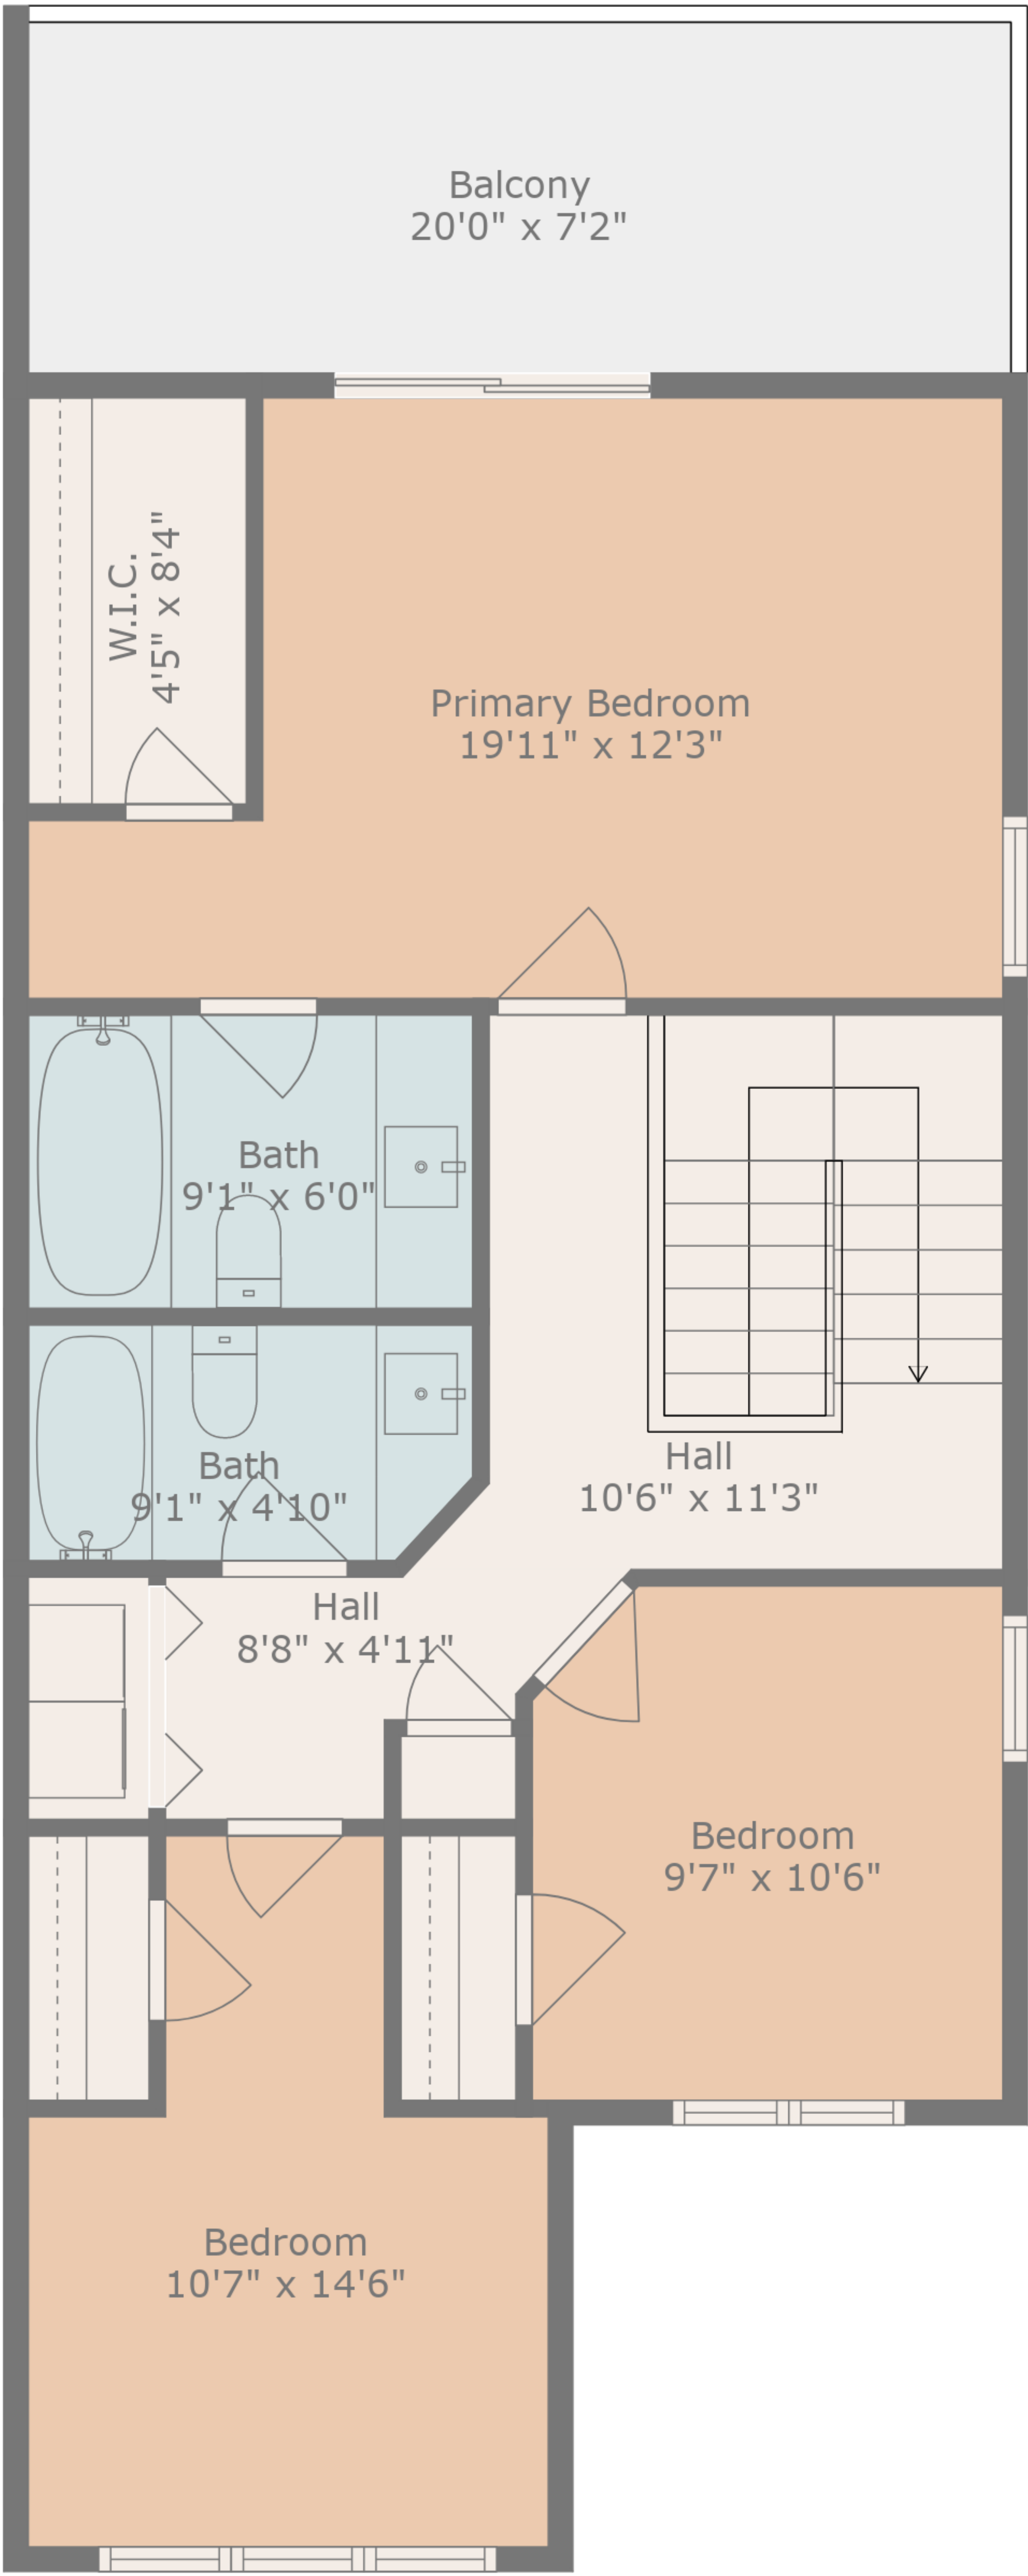 Balcony
20'0" x 7'2"
W.I.C.
4'5" x 8'4"
Primary Bedroom
19'11" x 12'3"
Bath
9'1" x 6'0"
Bath
9'1" x 4'10"
Hall
10'6" x 11'3"
Hall
8'8" x 4'11"
Bedroom
9'7" x 10'6"
Bedroom
10'7" x 14'6"